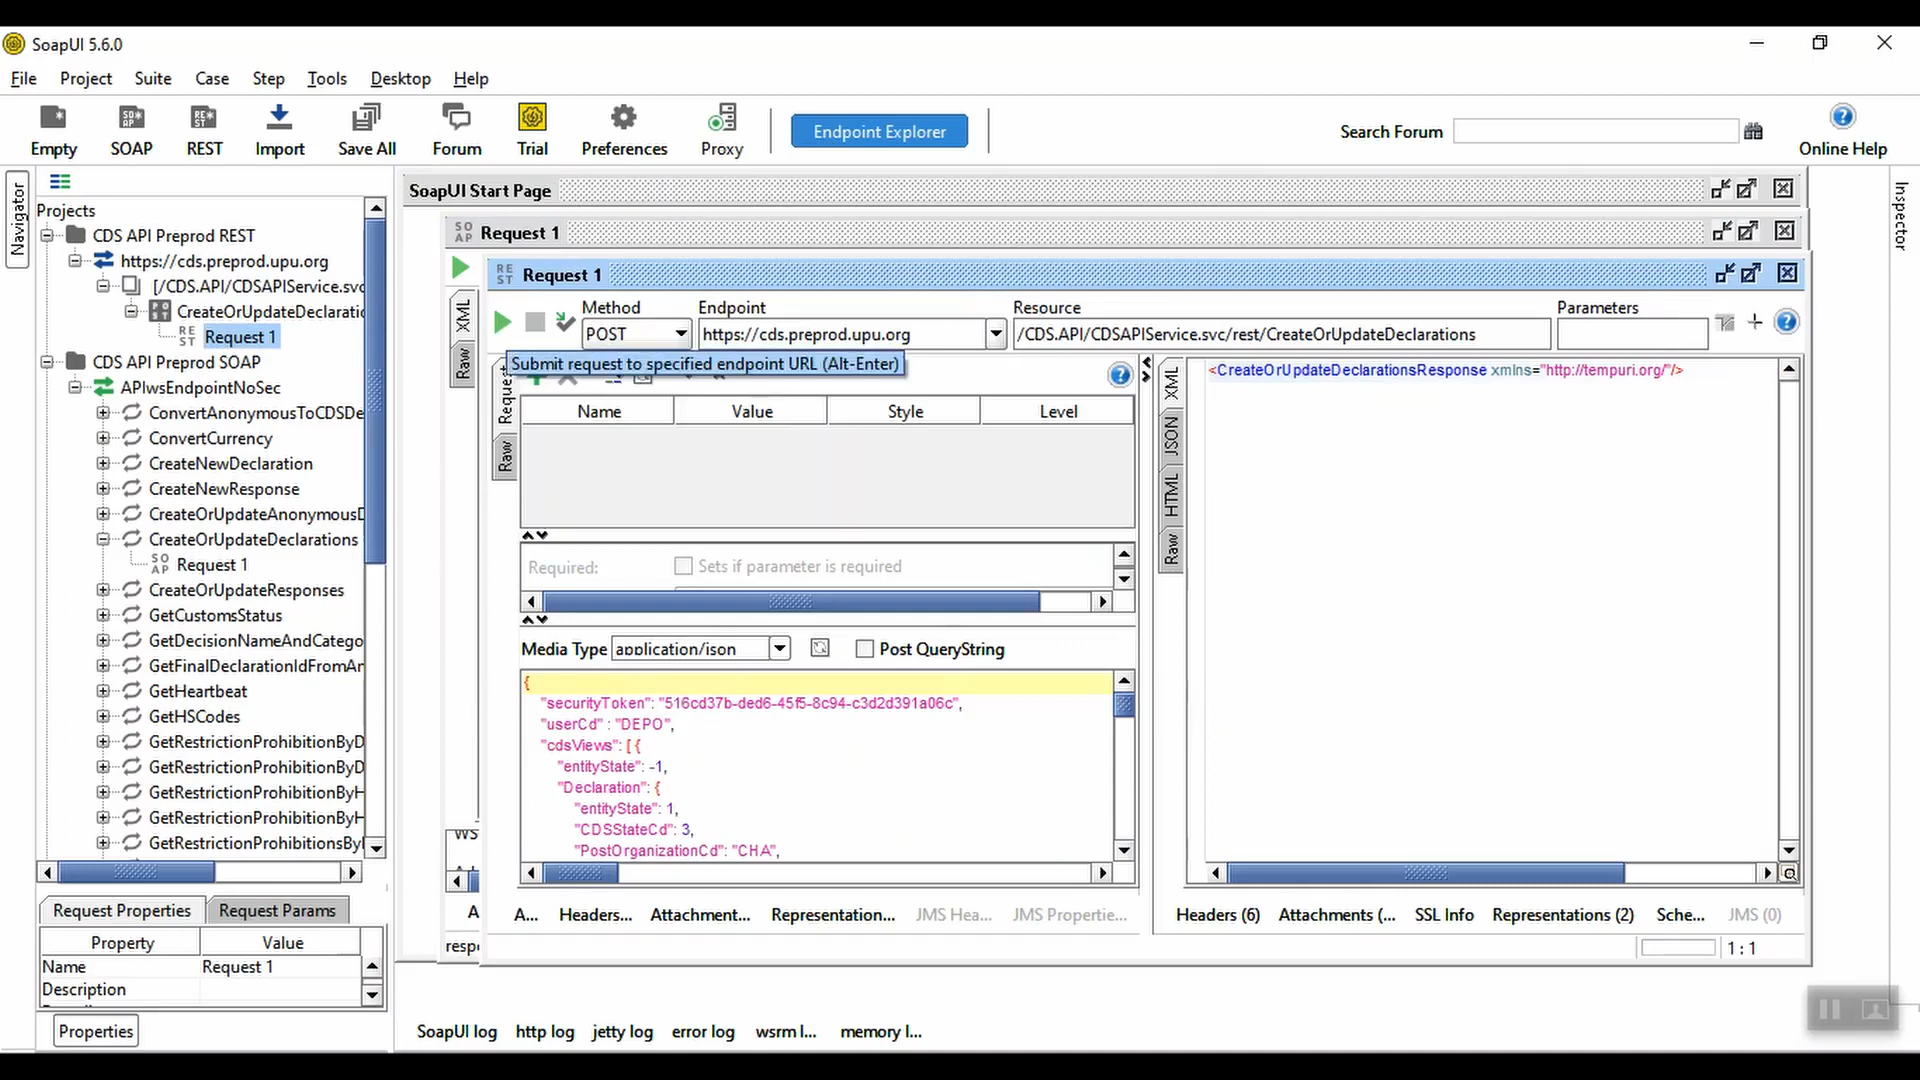 SoapUI 5.6.0
File Project Suite Case Step Tools Desktop Help
Empty SOAP REST Import Save All Forum Trial Preferences Proxy
Endpoint Explorer
Search Forum
Online Help
Navigator
Projects
CDS API Preprod REST
https://cds.preprod.upu.org
[/CDS.API/CDSAPIService.svc
CreateOrUpdateDeclaratic
Request 1
CDS API Preprod SOAP
APIwsEndpointNoSec
ConvertAnonymousToCDSDe
ConvertCurrency
CreateNewDeclaration
CreateNewResponse
CreateOrUpdateAnonymousD
CreateOrUpdateDeclarations
Request 1
CreateOrUpdateResponses
GetCustomsStatus
GetDecisionNameAndCatego
GetFinalDeclarationIdFromAn
GetHeartbeat
GetHSCodes
GetRestrictionProhibitionByD
GetRestrictionProhibitionByD
GetRestrictionProhibitionByH
GetRestrictionProhibitionByH
GetRestrictionProhibitionsByI
Request Properties Request Params
Property Value
Name Request 1
Description
Properties
SoapUI Start Page
Request 1
XML
Raw
Request 1
Method Endpoint Resource Parameters
POST https://cds.preprod.upu.org /CDS.API/CDSAPIService.svc/rest/CreateOrUpdateDeclarations
Submit request to specified endpoint URL (Alt-Enter)
Reque
Raw
Name Value Style Level
Required: Sets if parameter is required
Media Type application/json Post QueryString
{
"securityToken": "516cd37b-ded6-45f5-8c94-c3d2d391a06c",
"userCd" : "DEPO",
"cdsViews": [ {
"entityState": -1,
"Declaration": {
"entityState": 1,
"CDSStateCd": 3,
"PostOrganizationCd": "CHA",
A... Headers... Attachment... Representation... JMS Hea... JMS Propertie...
XML
JSON
HTML
Raw
<CreateOrUpdateDeclarationsResponse xmlns="http://tempuri.org/"/>
Headers (6) Attachments (... SSL Info Representations (2) Sche... JMS (0)
1 : 1
WS
A
resp
Inspector
SoapUI log http log jetty log error log wsrm l... memory l...